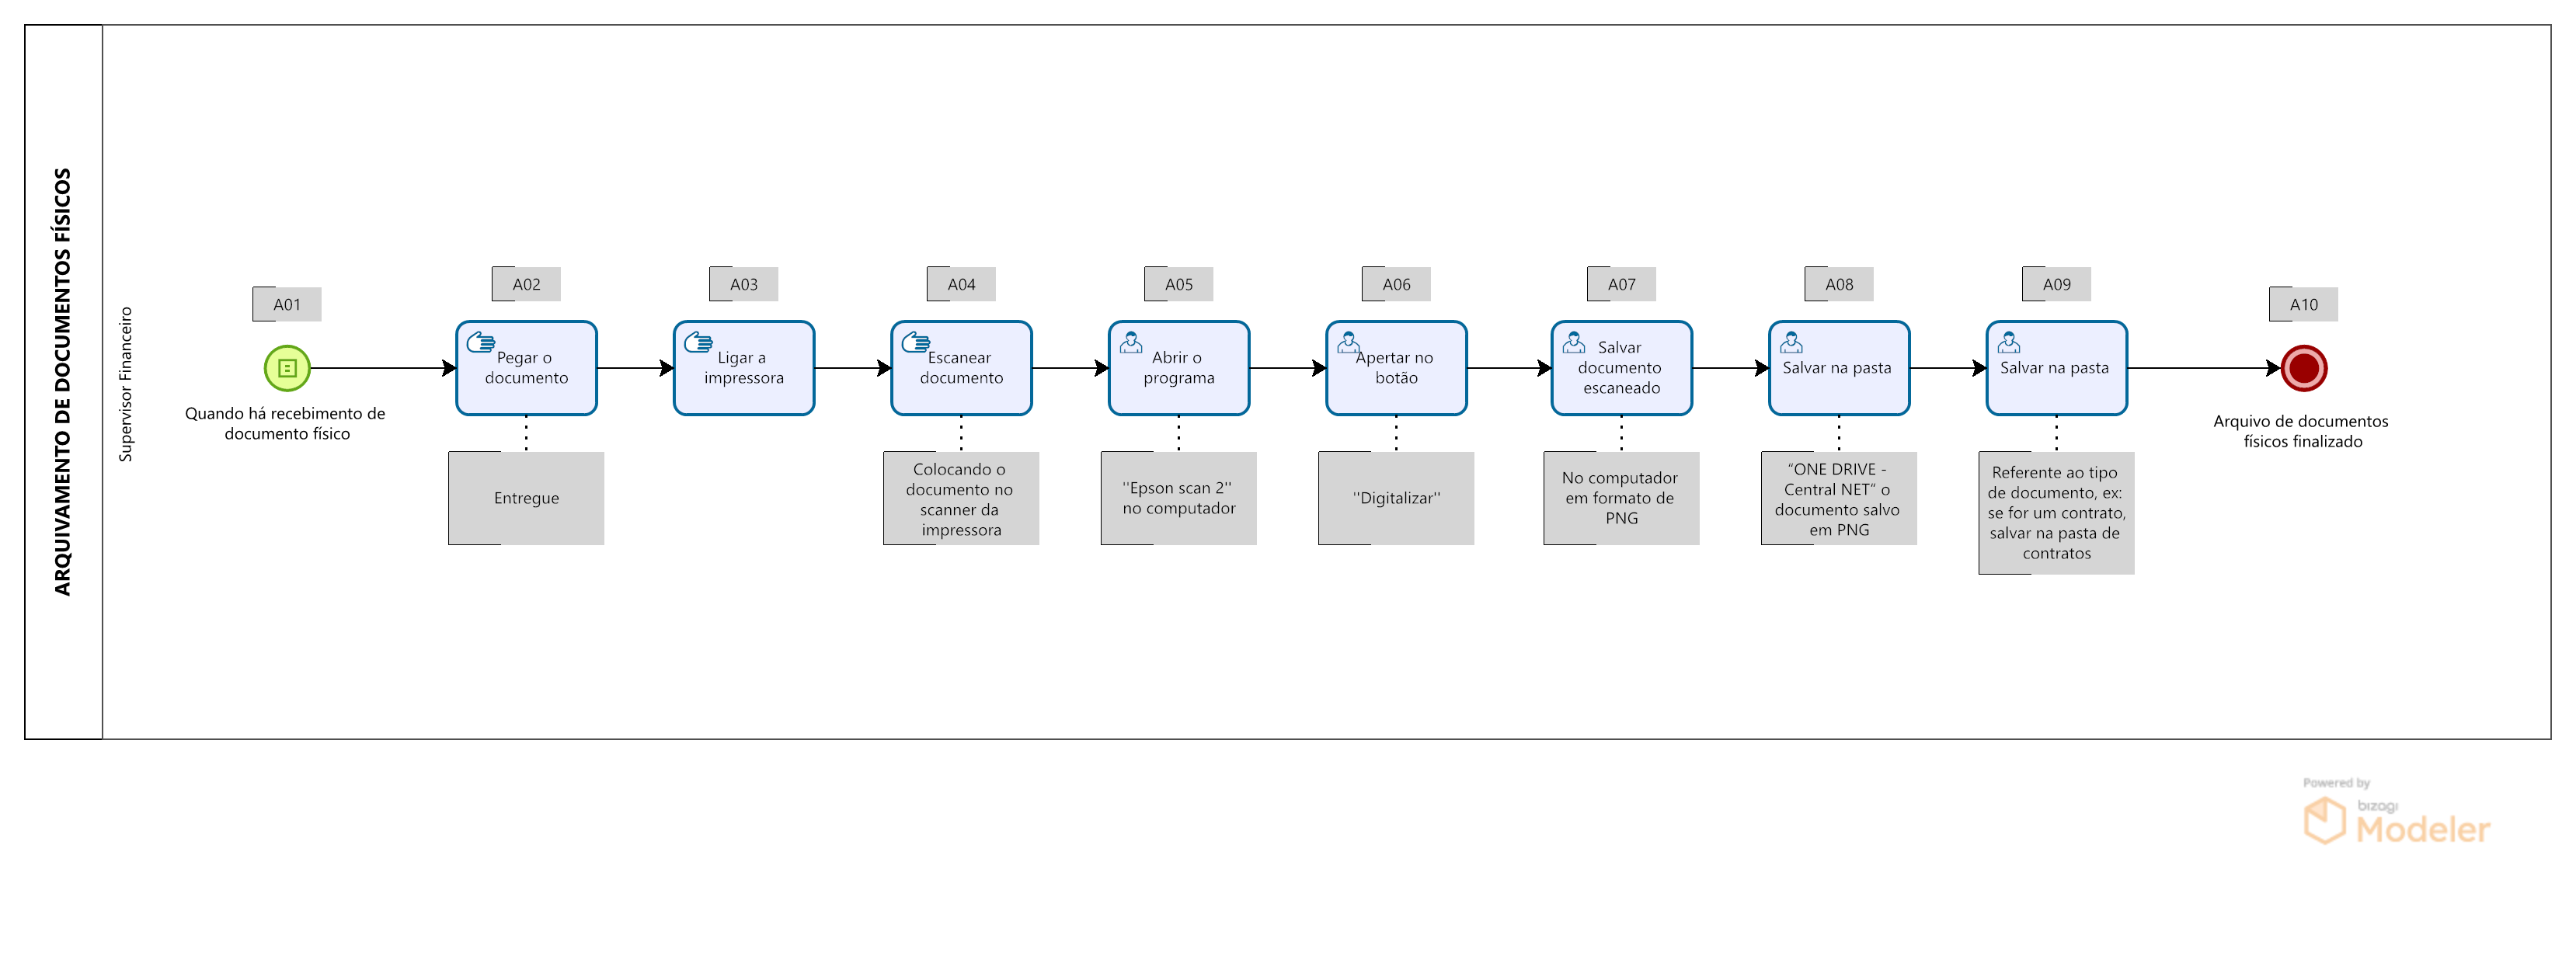 ARQUIVAMENTO DE DOCUMENTOS FÍSICOS
Supervisor Financeiro
A01
Quando há recebimento de
documento físico
A02
Pegar o
documento
Entregue
A03
Ligar a
impressora
A04
Escanear
documento
Colocando o
documento no
scanner da
impressora
A05
Abrir o
programa
''Epson scan 2''
no computador
A06
Apertar no
botão
''Digitalizar''
A07
Salvar
documento
escaneado
No computador
em formato de
PNG
A08
Salvar na pasta
“ONE DRIVE -
Central NET” o
documento salvo
em PNG
A09
Salvar na pasta
Referente ao tipo
de documento, ex:
se for um contrato,
salvar na pasta de
contratos
A10
Arquivo de documentos
físicos finalizado
Powered by
bizagi
Modeler